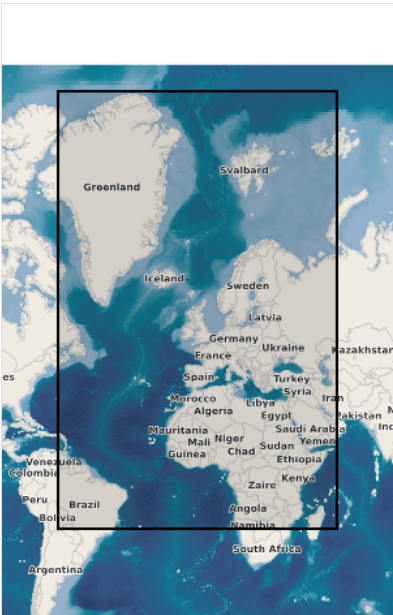 Svalbard
Greenland
Iceland
Sweden
Latvia
Germany
Ukraine
France
Kazakhstan
es
Spain
Turkey
Syria
Iran
Morocco
Libya
Algeria
Egypt
Pakistan
N
Mauritania
Saudi Arabia
Ind
Mali
Niger
Sudan
Yemen
Guinea
Chad
Ethiopia
Venezuela
Colombia
Zaire
Kenya
Peru
Brazil
Angola
Bolivia
Namibia
South Africa
Argentina